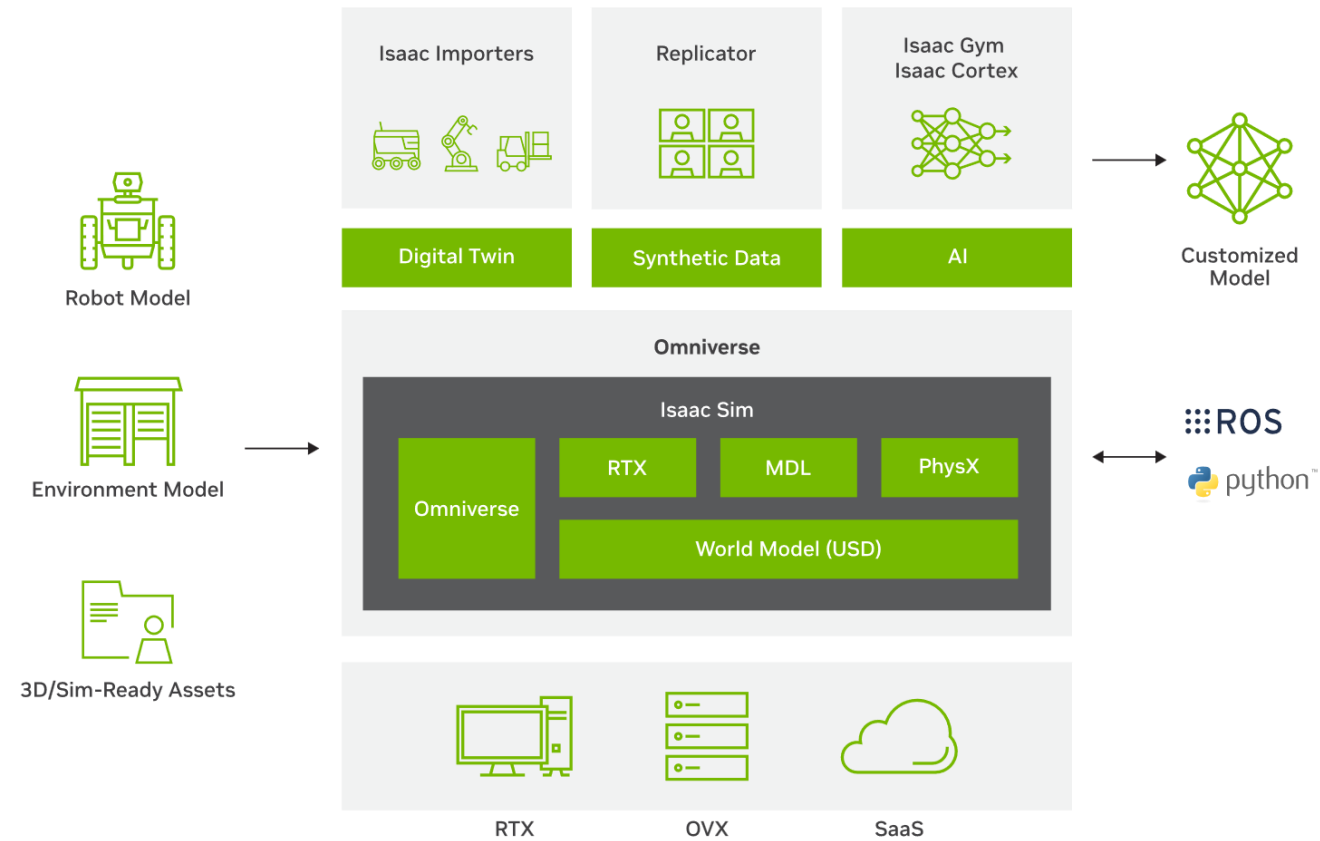 Isaac Importers
Replicator
Isaac Gym
Isaac Cortex
Robot Model
Digital Twin
Synthetic Data
AI
Customized
Model
Omniverse
Isaac Sim
Omniverse
RTX
MDL
PhysX
World Model (USD)
Environment Model
ROS
python™
3D/Sim-Ready Assets
RTX
OVX
SaaS